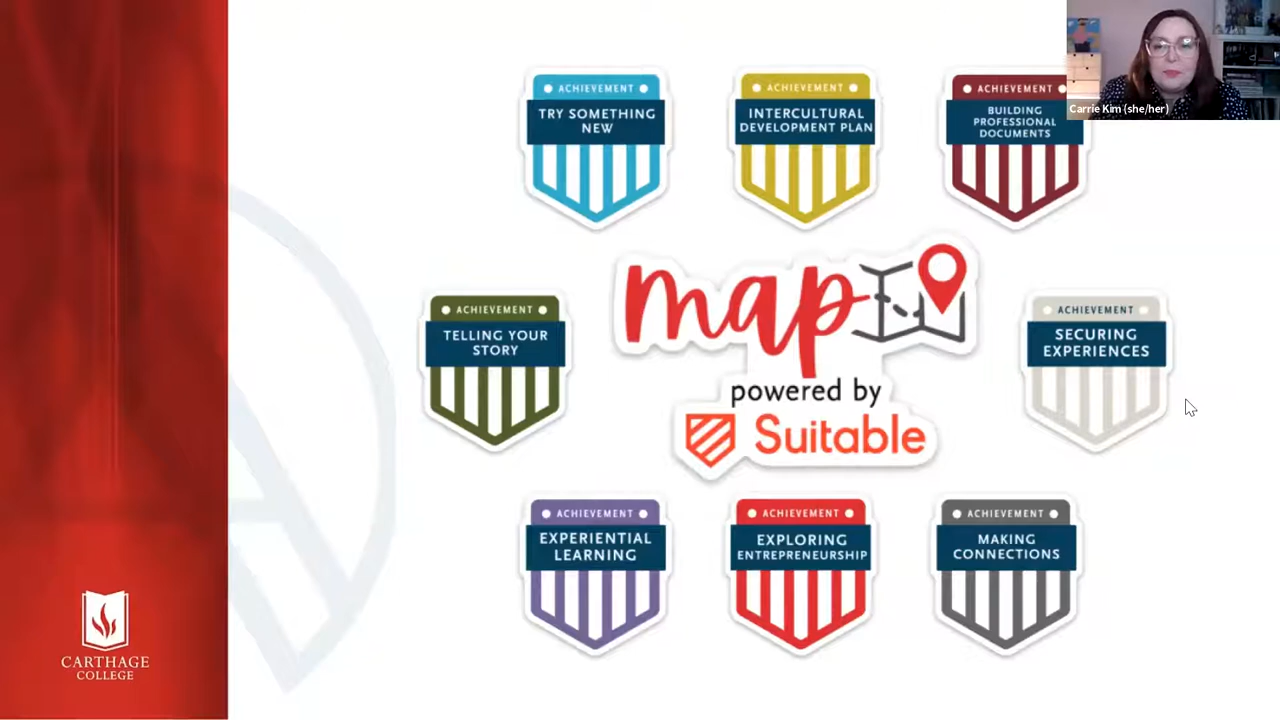 ACHIEVEMENT
TRY SOMETHING
NEW
ACHIEVEMENT
INTERCULTURAL
DEVELOPMENT PLAN
ACHIEVEMENT
BUILDING
PROFESSIONAL
DOCUMENTS
Carrie Kim (she/her)
ACHIEVEMENT
TELLING YOUR
STORY
map
powered by
Suitable
ACHIEVEMENT
SECURING
EXPERIENCES
ACHIEVEMENT
EXPERIENTIAL
LEARNING
ACHIEVEMENT
EXPLORING
ENTREPRENEURSHIP
ACHIEVEMENT
MAKING
CONNECTIONS
CARTHAGE
COLLEGE